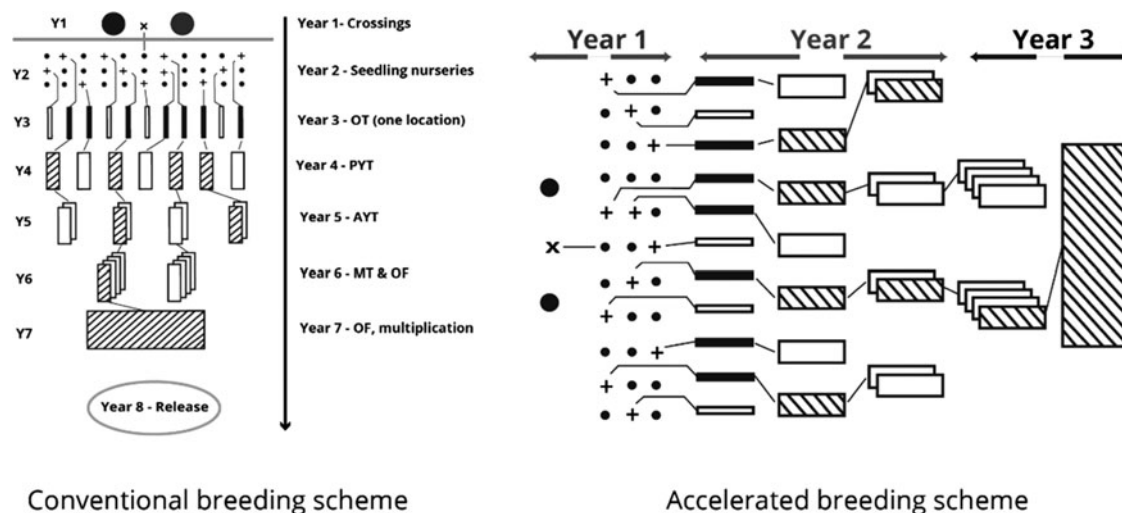 Y1
x
Year 1- Crossings
Y2
Year 2 - Seedling nurseries
Y3
Year 3 - OT (one location)
Y4
Year 4 - PYT
Y5
Year 5 - AYT
Y6
Year 6 - MT & OF
Y7
Year 7 - OF, multiplication
Year 8 - Release
Conventional breeding scheme
Year 1
Year 2
Year 3
x
Accelerated breeding scheme